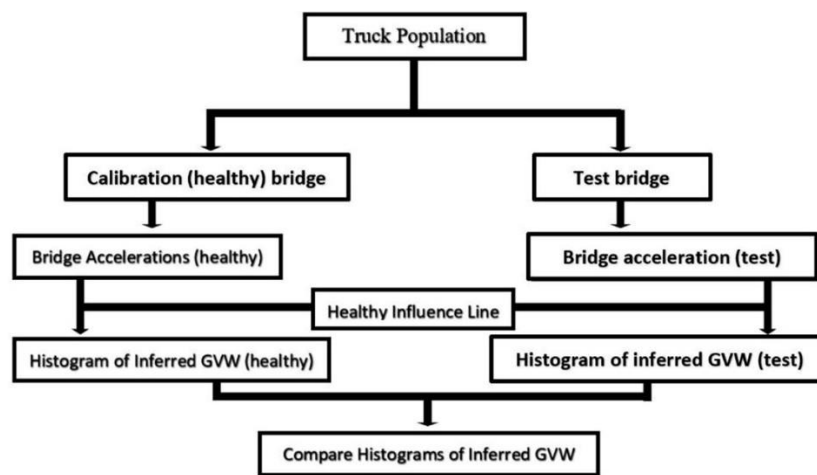 Truck Population
Calibration (healthy) bridge
Test bridge
Bridge Accelerations (healthy)
Bridge acceleration (test)
Healthy Influence Line
Histogram of Inferred GVW (healthy)
Histogram of inferred GVW (test)
Compare Histograms of Inferred GVW